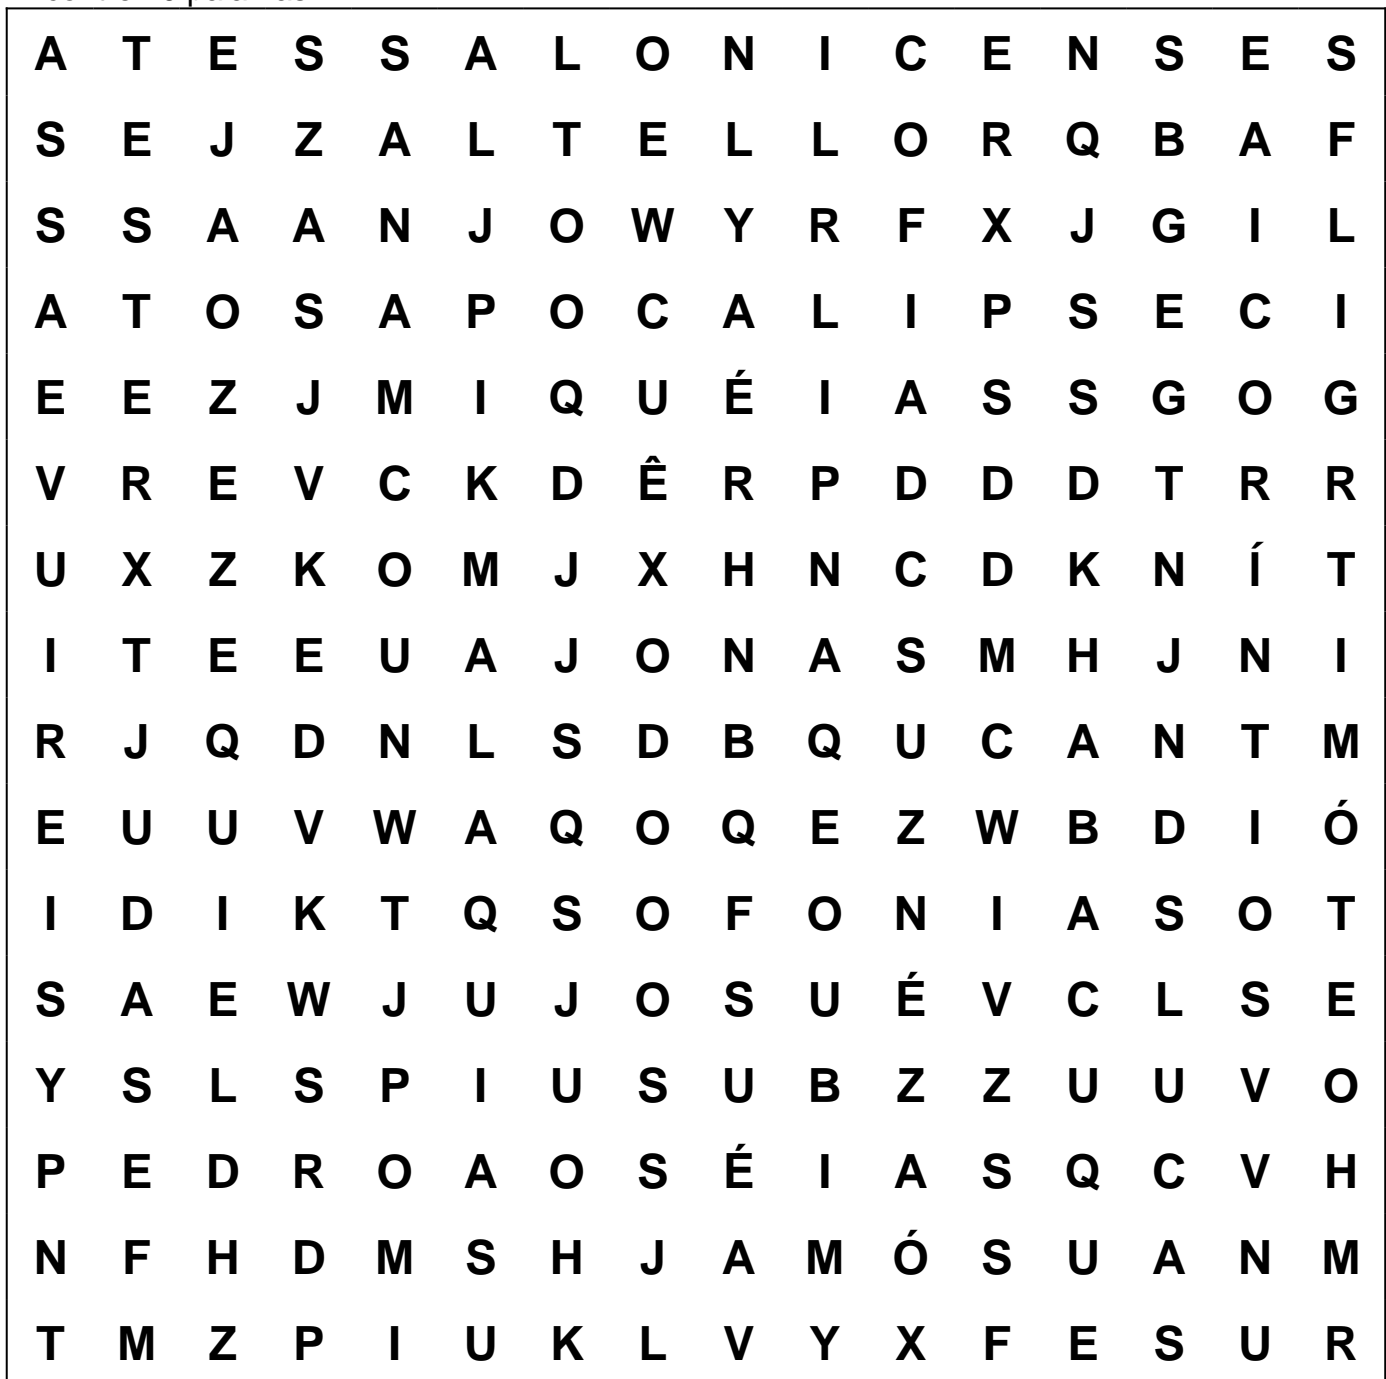 A T E S S A L O N I C E N S E S
S E J Z A L T E L L O R Q B A F
S S A A N J O W Y R F X J G I L
A T O S A P O C A L I P S E C I
E E Z J M I Q U É I A S S G O G
V R E V C K D Ê R P D D D T R R
U X Z K O M J X H N C D K N Í T
I T E E U A J O N A S M H J N I
R J Q D N L S D B Q U C A N T M
E U U V W A Q O Q E Z W B D I Ó
I D I K T Q S O F O N I A S O T
S A E W J U J O S U É V C L S E
Y S L S P I U S U B Z Z U U V O
P E D R O A O S É I A S Q C V H
N F H D M S H J A M Ó S U A N M
T M Z P I U K L V Y X F E S U R